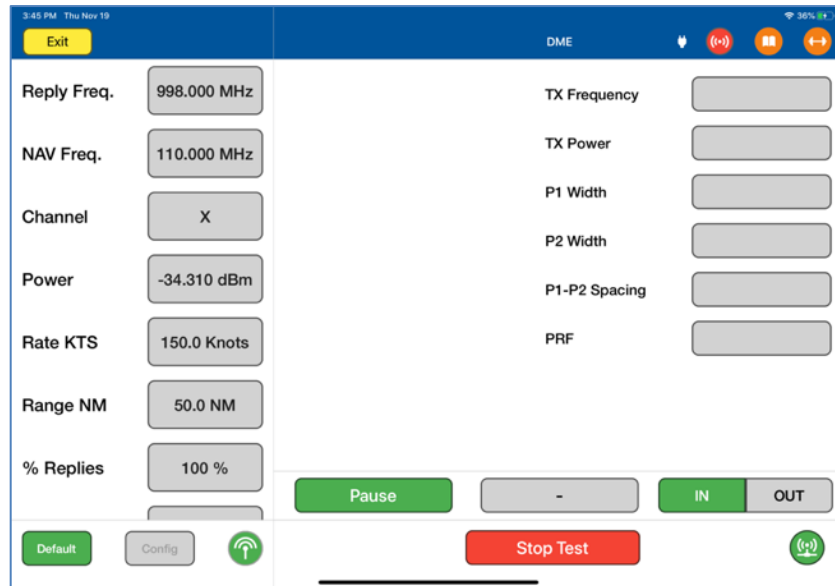 3:45 PM Thu Nov 19
36%
Exit
DME
Reply Freq.
998.000 MHz
NAV Freq.
110.000 MHz
Channel
X
Power
-34.310 dBm
Rate KTS
150.0 Knots
Range NM
50.0 NM
% Replies
100 %
TX Frequency
TX Power
P1 Width
P2 Width
P1-P2 Spacing
PRF
Pause
-
IN
OUT
Default
Config
Stop Test